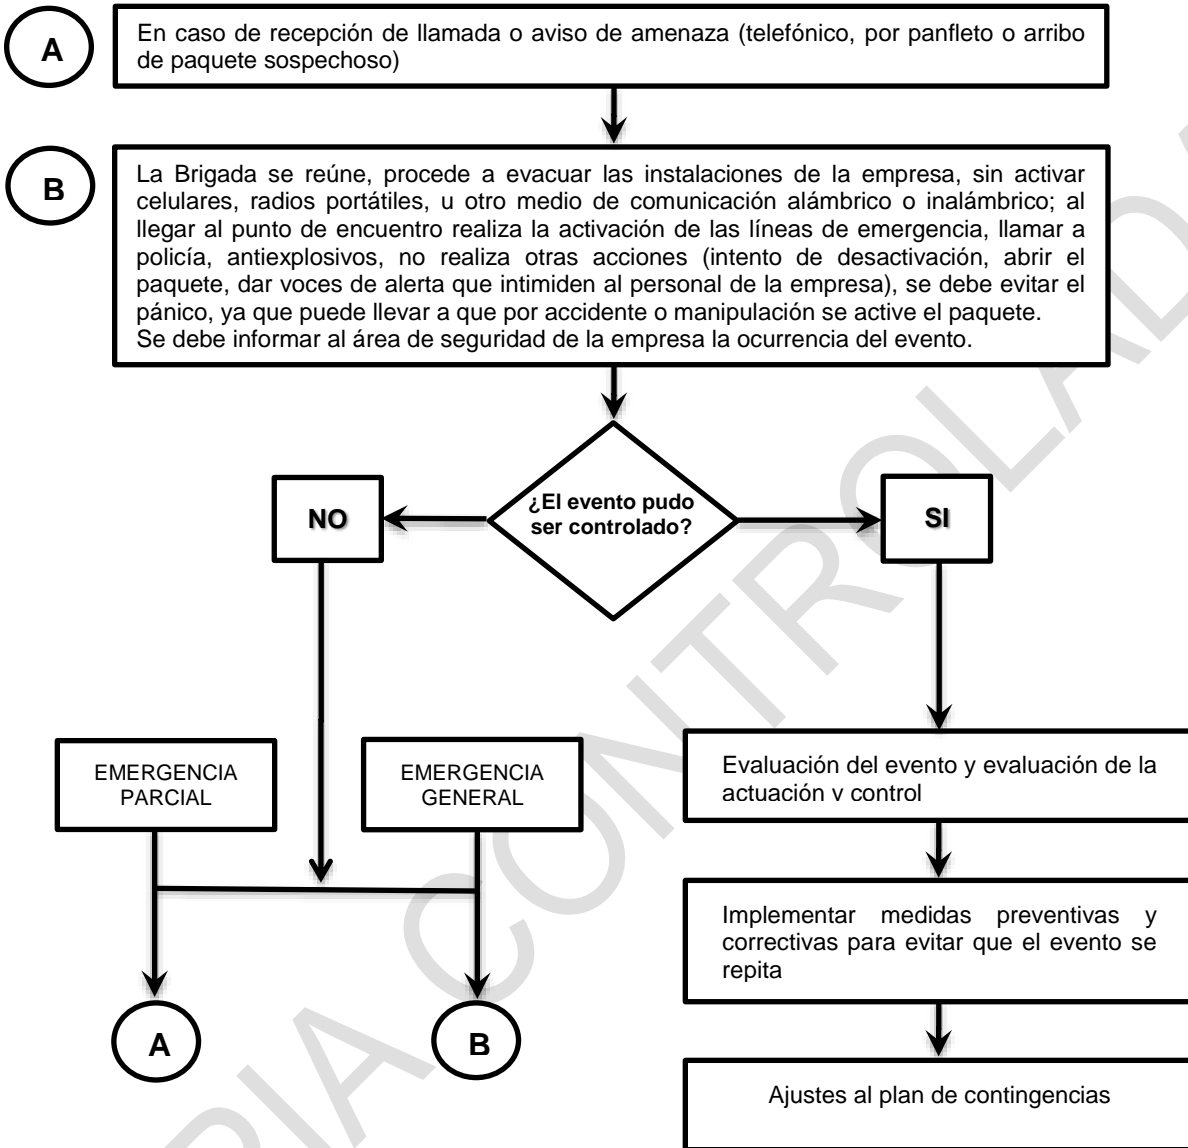 A
En caso de recepción de llamada o aviso de amenaza (telefónico, por panfleto o arribo
de paquete sospechoso)
B
La Brigada se reúne, procede a evacuar las instalaciones de la empresa, sin activar
celulares, radios portátiles, u otro medio de comunicación alámbrico o inalámbrico; al
llegar al punto de encuentro realiza la activación de las líneas de emergencia, llamar a
policía, antiexplosivos, no realiza otras acciones (intento de desactivación, abrir el
paquete, dar voces de alerta que intimiden al personal de la empresa), se debe evitar el
pánico, ya que puede llevar a que por accidente o manipulación se active el paquete.
Se debe informar al área de seguridad de la empresa la ocurrencia del evento.
¿El evento pudo
ser controlado?
NO
SI
EMERGENCIA
PARCIAL
EMERGENCIA
GENERAL
Evaluación del evento y evaluación de la
actuación v control
Implementar medidas preventivas y
correctivas para evitar que el evento se
repita
Ajustes al plan de contingencias
A
B
RIA CONTROLADA